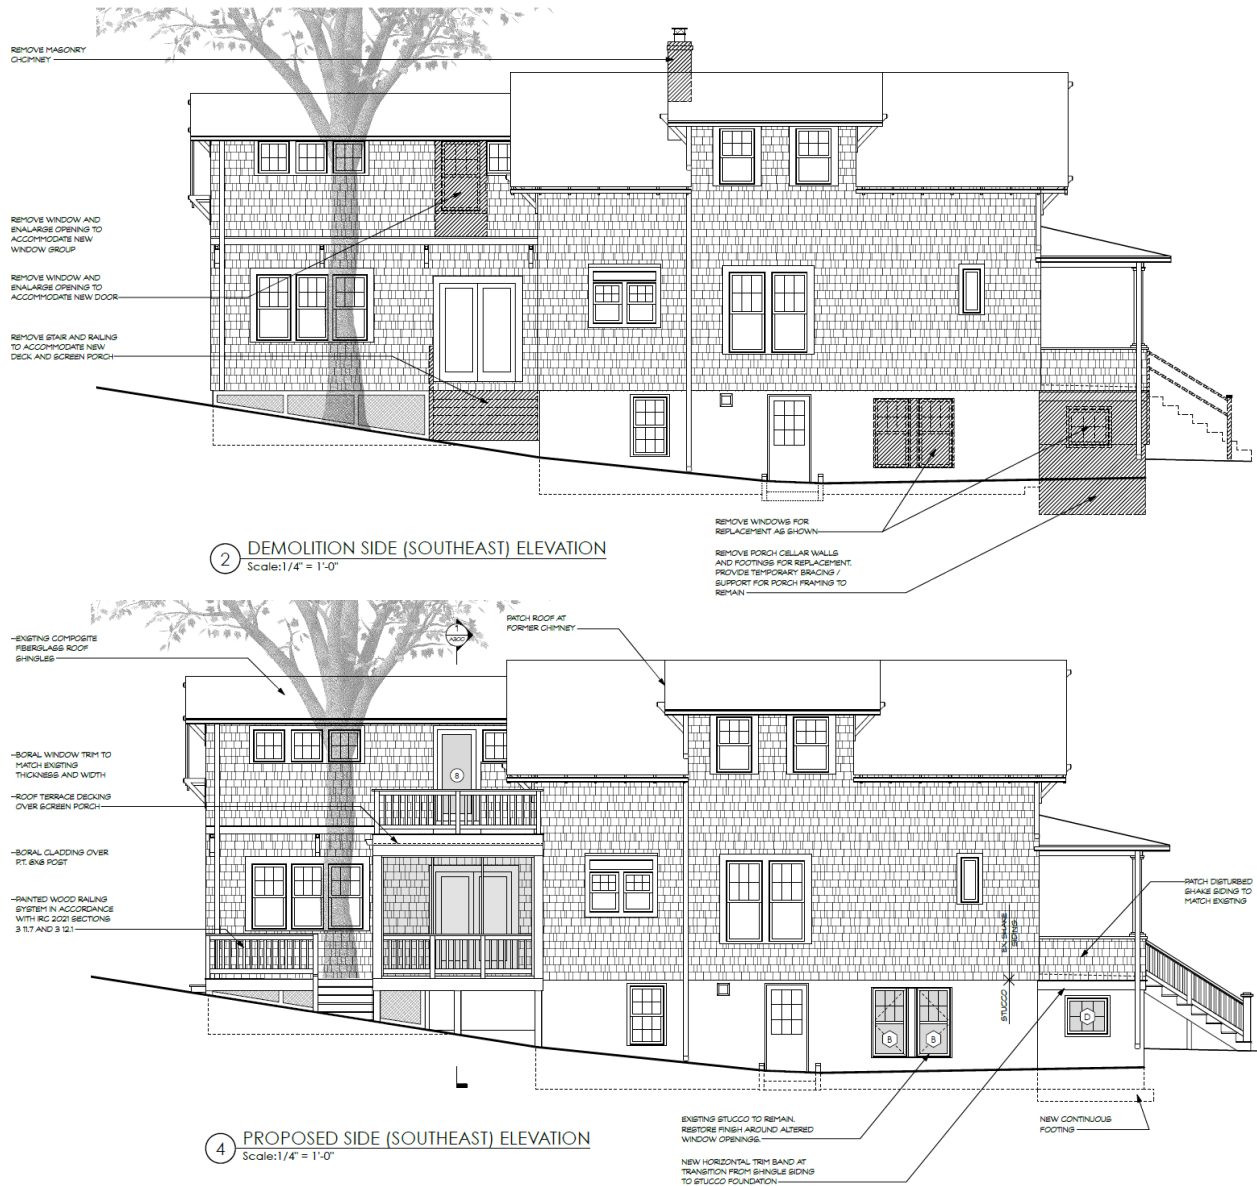 REMOVE MASONRY
CHCIMNEY
REMOVE WINDOW AND
ENALARGE OPENING TO
ACCOMMODATE NEW
WINDOW GROUP
REMOVE WINDOW AND
ENALARGE OPENING TO
ACCOMMODATE NEW DOOR
REMOVE STAIR AND RAILING
TO ACCOMMODATE NEW
DECK AND SCREEN PORCH
REMOVE WINDOWS FOR
REPLACEMENT AS SHOWN
REMOVE PORCH CELLAR WALLS
AND FOOTINGS FOR REPLACEMENT.
PROVIDE TEMPORARY BRACING /
SUPPORT FOR PORCH FRAMING TO
REMAIN
2
DEMOLITION SIDE (SOUTHEAST) ELEVATION
Scale:1/4" = 1'-0"
EXISTING COMPOSITE
FIBERGLASS ROOF
SHINGLES
1
A300
PATCH ROOF AT
FORMER CHIMNEY
BORAL WINDOW TRIM TO
MATCH EXISTING
THICKNESS AND WIDTH
ROOF TERRACE DECKING
OVER SCREEN PORCH
BORAL CLADDING OVER
P.T. 6X6 POST
PAINTED WOOD RAILING
SYSTEM IN ACCORDANCE
WITH IRC 2021 SECTIONS
3 11.7 AND 3 12.1
8
PATCH DISTURBED
SHAKE SIDING TO
MATCH EXISTING
EX. SHAKE
SIDING
STUCCO
B
B
D
EXISTING STUCCO TO REMAIN.
RESTORE FINISH AROUND ALTERED
WINDOW OPENINGS.
NEW HORIZONTAL TRIM BAND AT
TRANSITION FROM SHINGLE SIDING
TO STUCCO FOUNDATION
NEW CONTINUOUS
FOOTING
4
PROPOSED SIDE (SOUTHEAST) ELEVATION
Scale:1/4" = 1'-0"